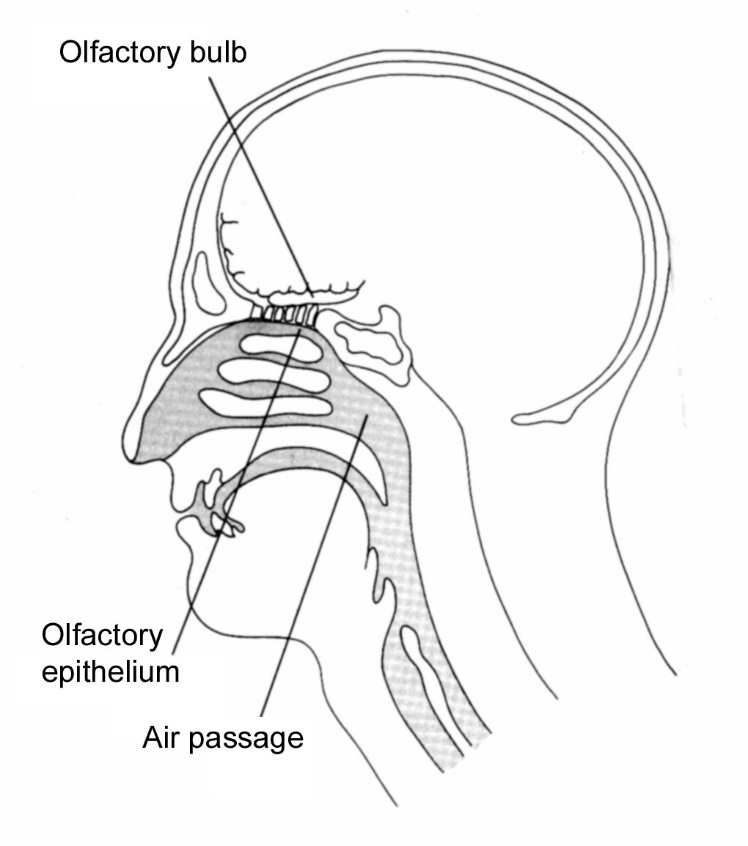 Olfactory bulb
Olfactory
epithelium
Air passage